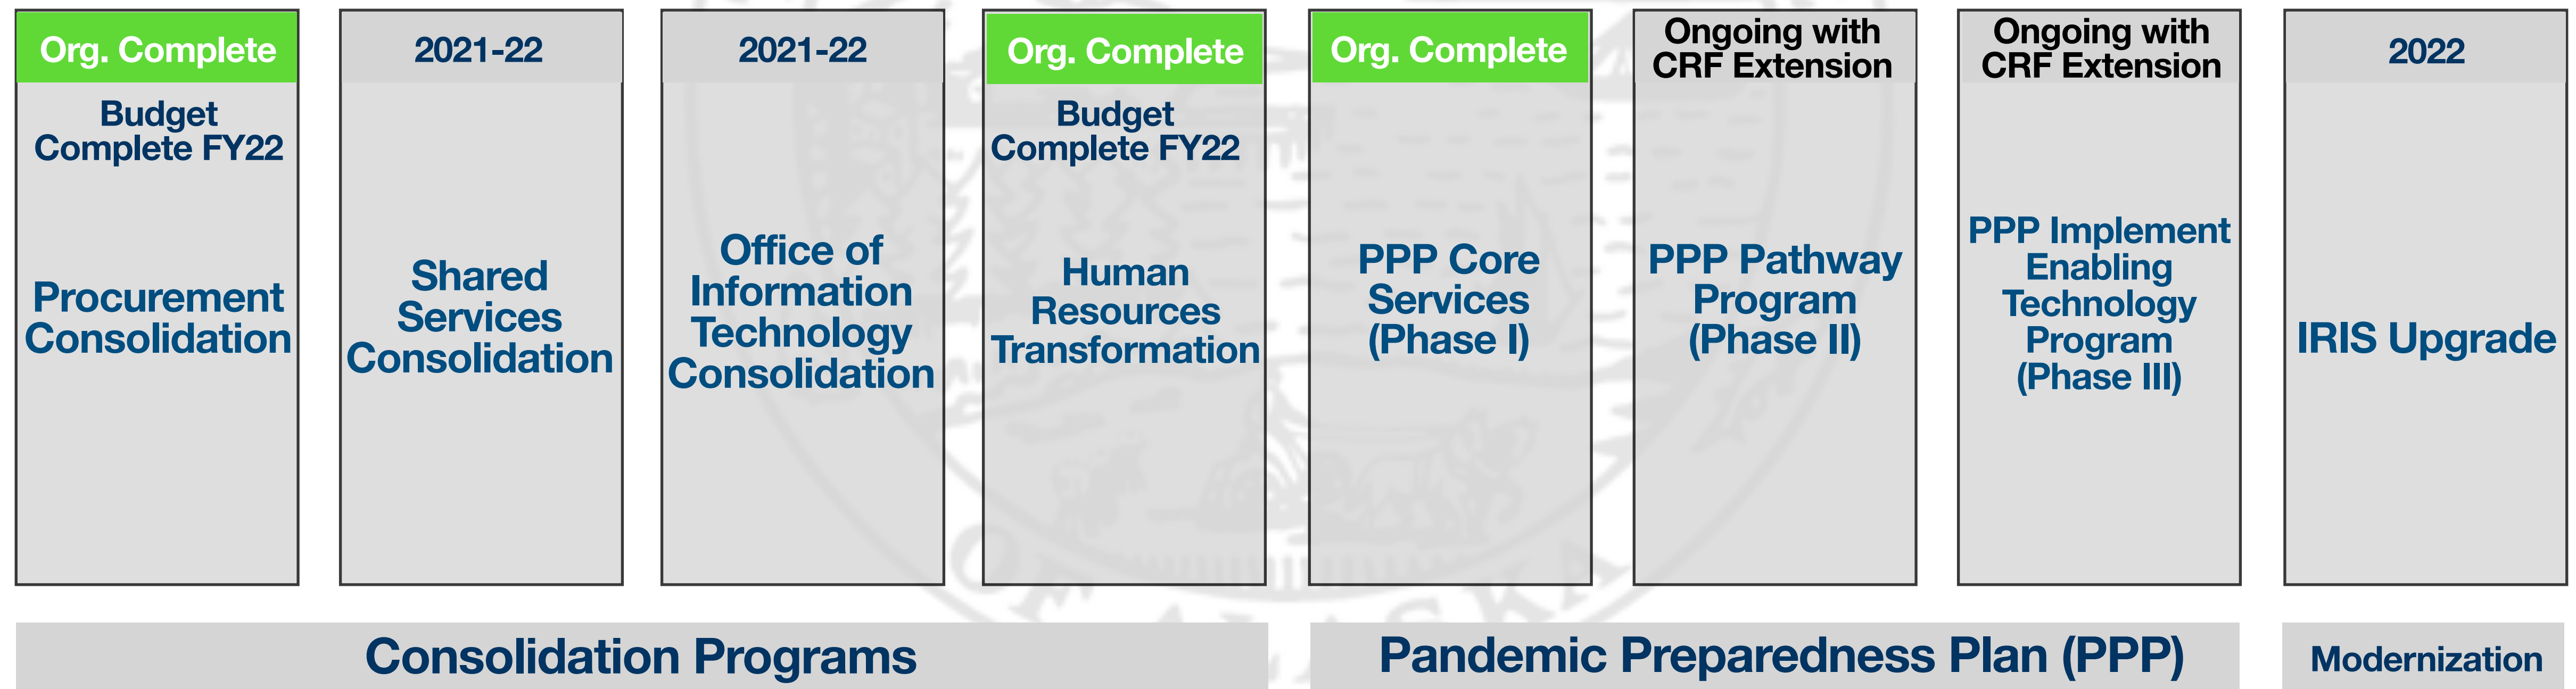 Org. Complete
Budget
Complete FY22
Procurement
Consolidation
2021-22
Shared
Services
Consolidation
2021-22
Office of
Information
Technology
Consolidation
Org. Complete
Budget
Complete FY22
Human
Resources
Transformation
Org. Complete
PPP Core
Services
(Phase I)
Ongoing with
CRF Extension
PPP Pathway
Program
(Phase II)
Ongoing with
CRF Extension
PPP Implement
Enabling
Technology
Program
(Phase III)
2022
IRIS Upgrade
Consolidation Programs
Pandemic Preparedness Plan (PPP)
Modernization
OF ALASKA